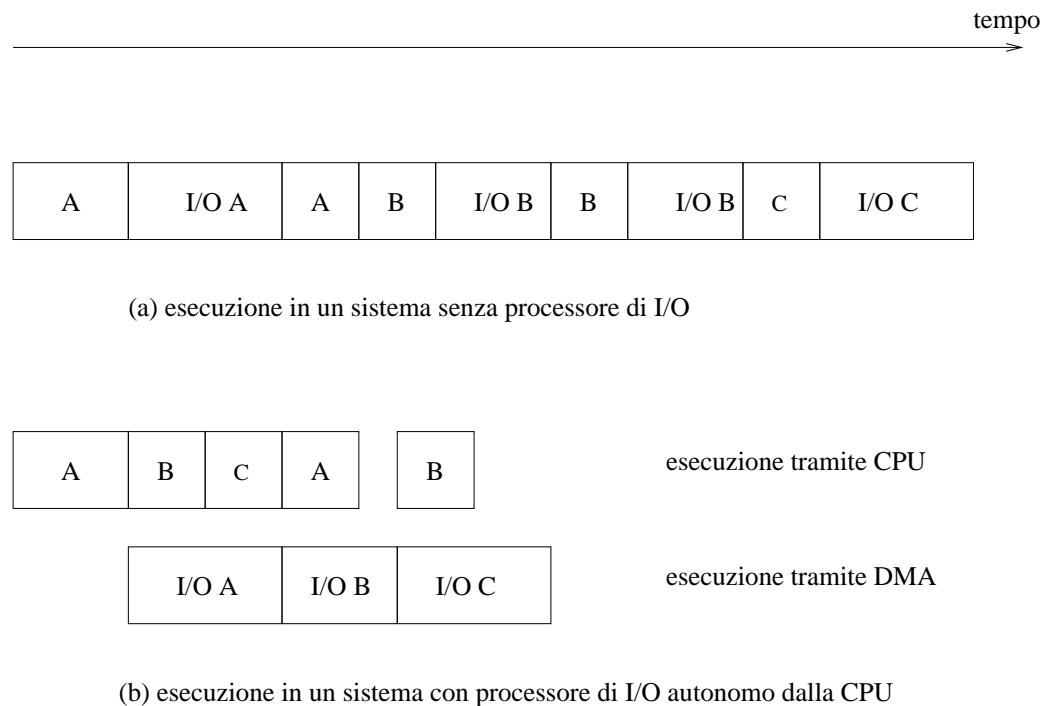 tempo
A I/O A A B I/O B B I/O B C I/O C
(a) esecuzione in un sistema senza processore di I/O
A B C A B esecuzione tramite CPU
I/O A I/O B I/O C esecuzione tramite DMA
(b) esecuzione in un sistema con processore di I/O autonomo dalla CPU